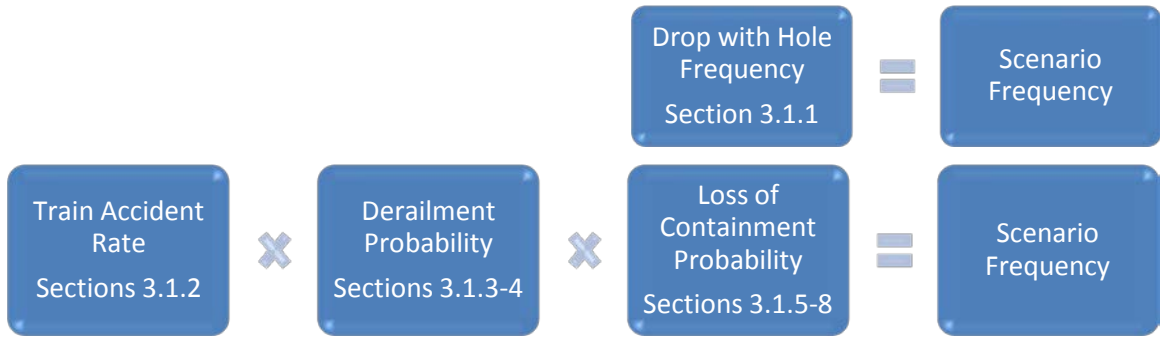 Drop with Hole
Frequency
Section 3.1.1
=
Scenario
Frequency
Train Accident
Rate
Sections 3.1.2
×
Derailment
Probability
Sections 3.1.3-4
×
Loss of
Containment
Probability
Sections 3.1.5-8
=
Scenario
Frequency